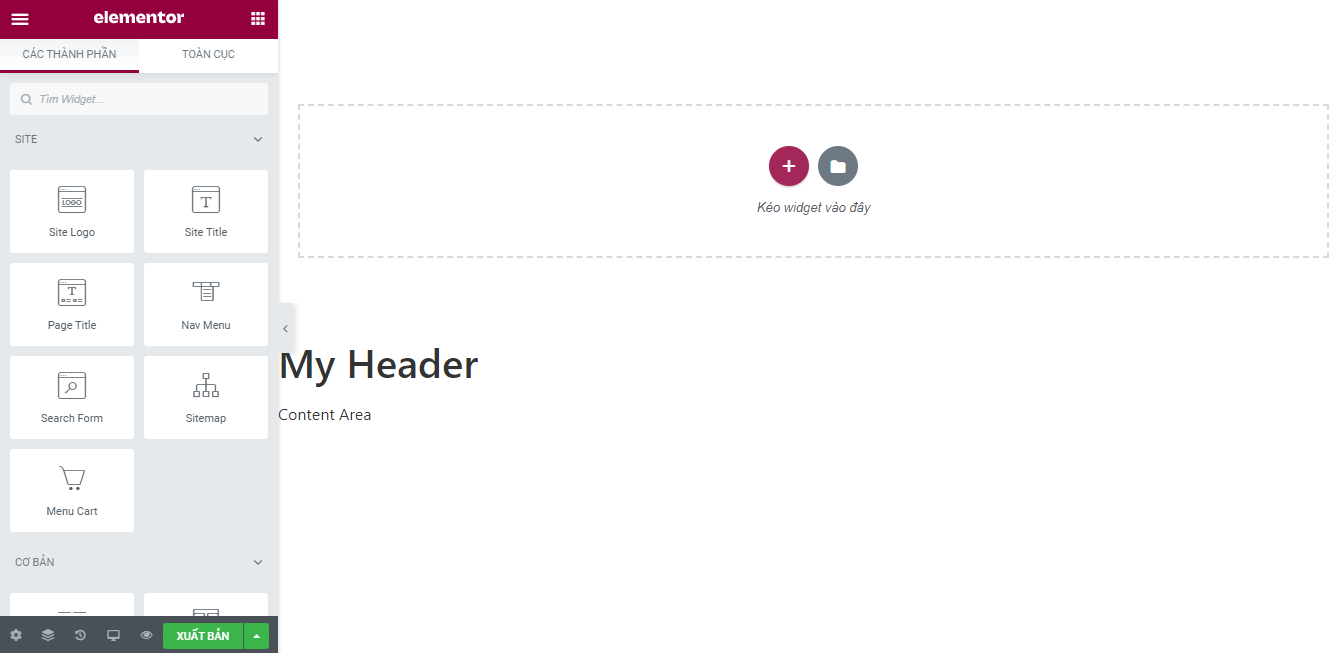 elementor
CÁC THÀNH PHẦN
TOÀN CỤC
Tìm Widget...
SITE
LOGO
Site Logo
T
Site Title
T
Page Title
Nav Menu
Search Form
Sitemap
Menu Cart
CƠ BẢN
XUẤT BẢN
Kéo widget vào đây
My Header
Content Area